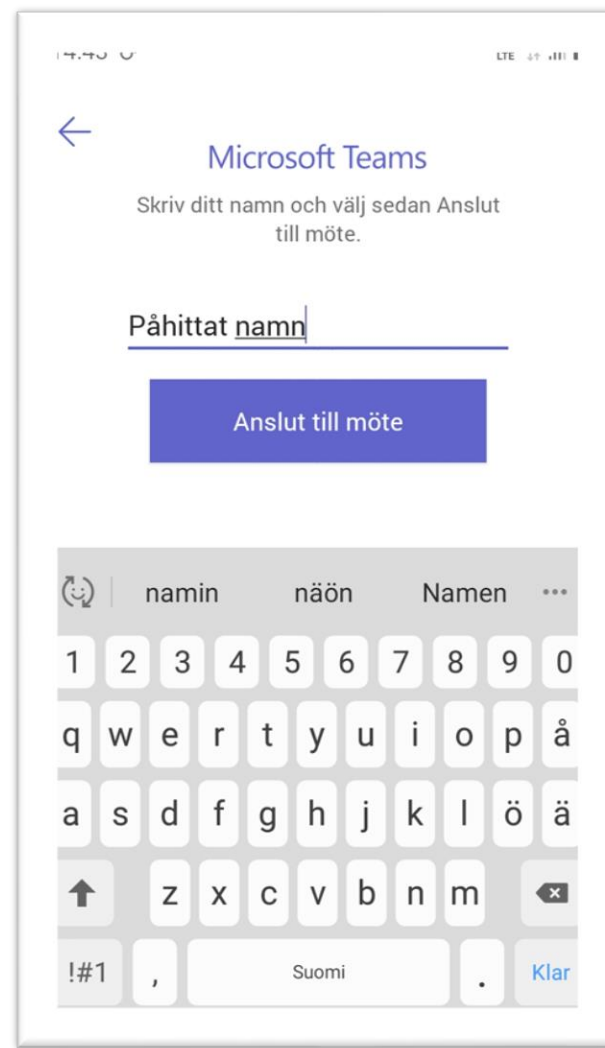 LTE
Microsoft Teams
Skriv ditt namn och välj sedan Anslut
till möte.
Påhittat namn
Anslut till möte
namin näön Namen
1 2 3 4 5 6 7 8 9 0
q w e r t y u i o p å
a s d f g h j k l ö ä
z x c v b n m
!#1 , Suomi . Klar